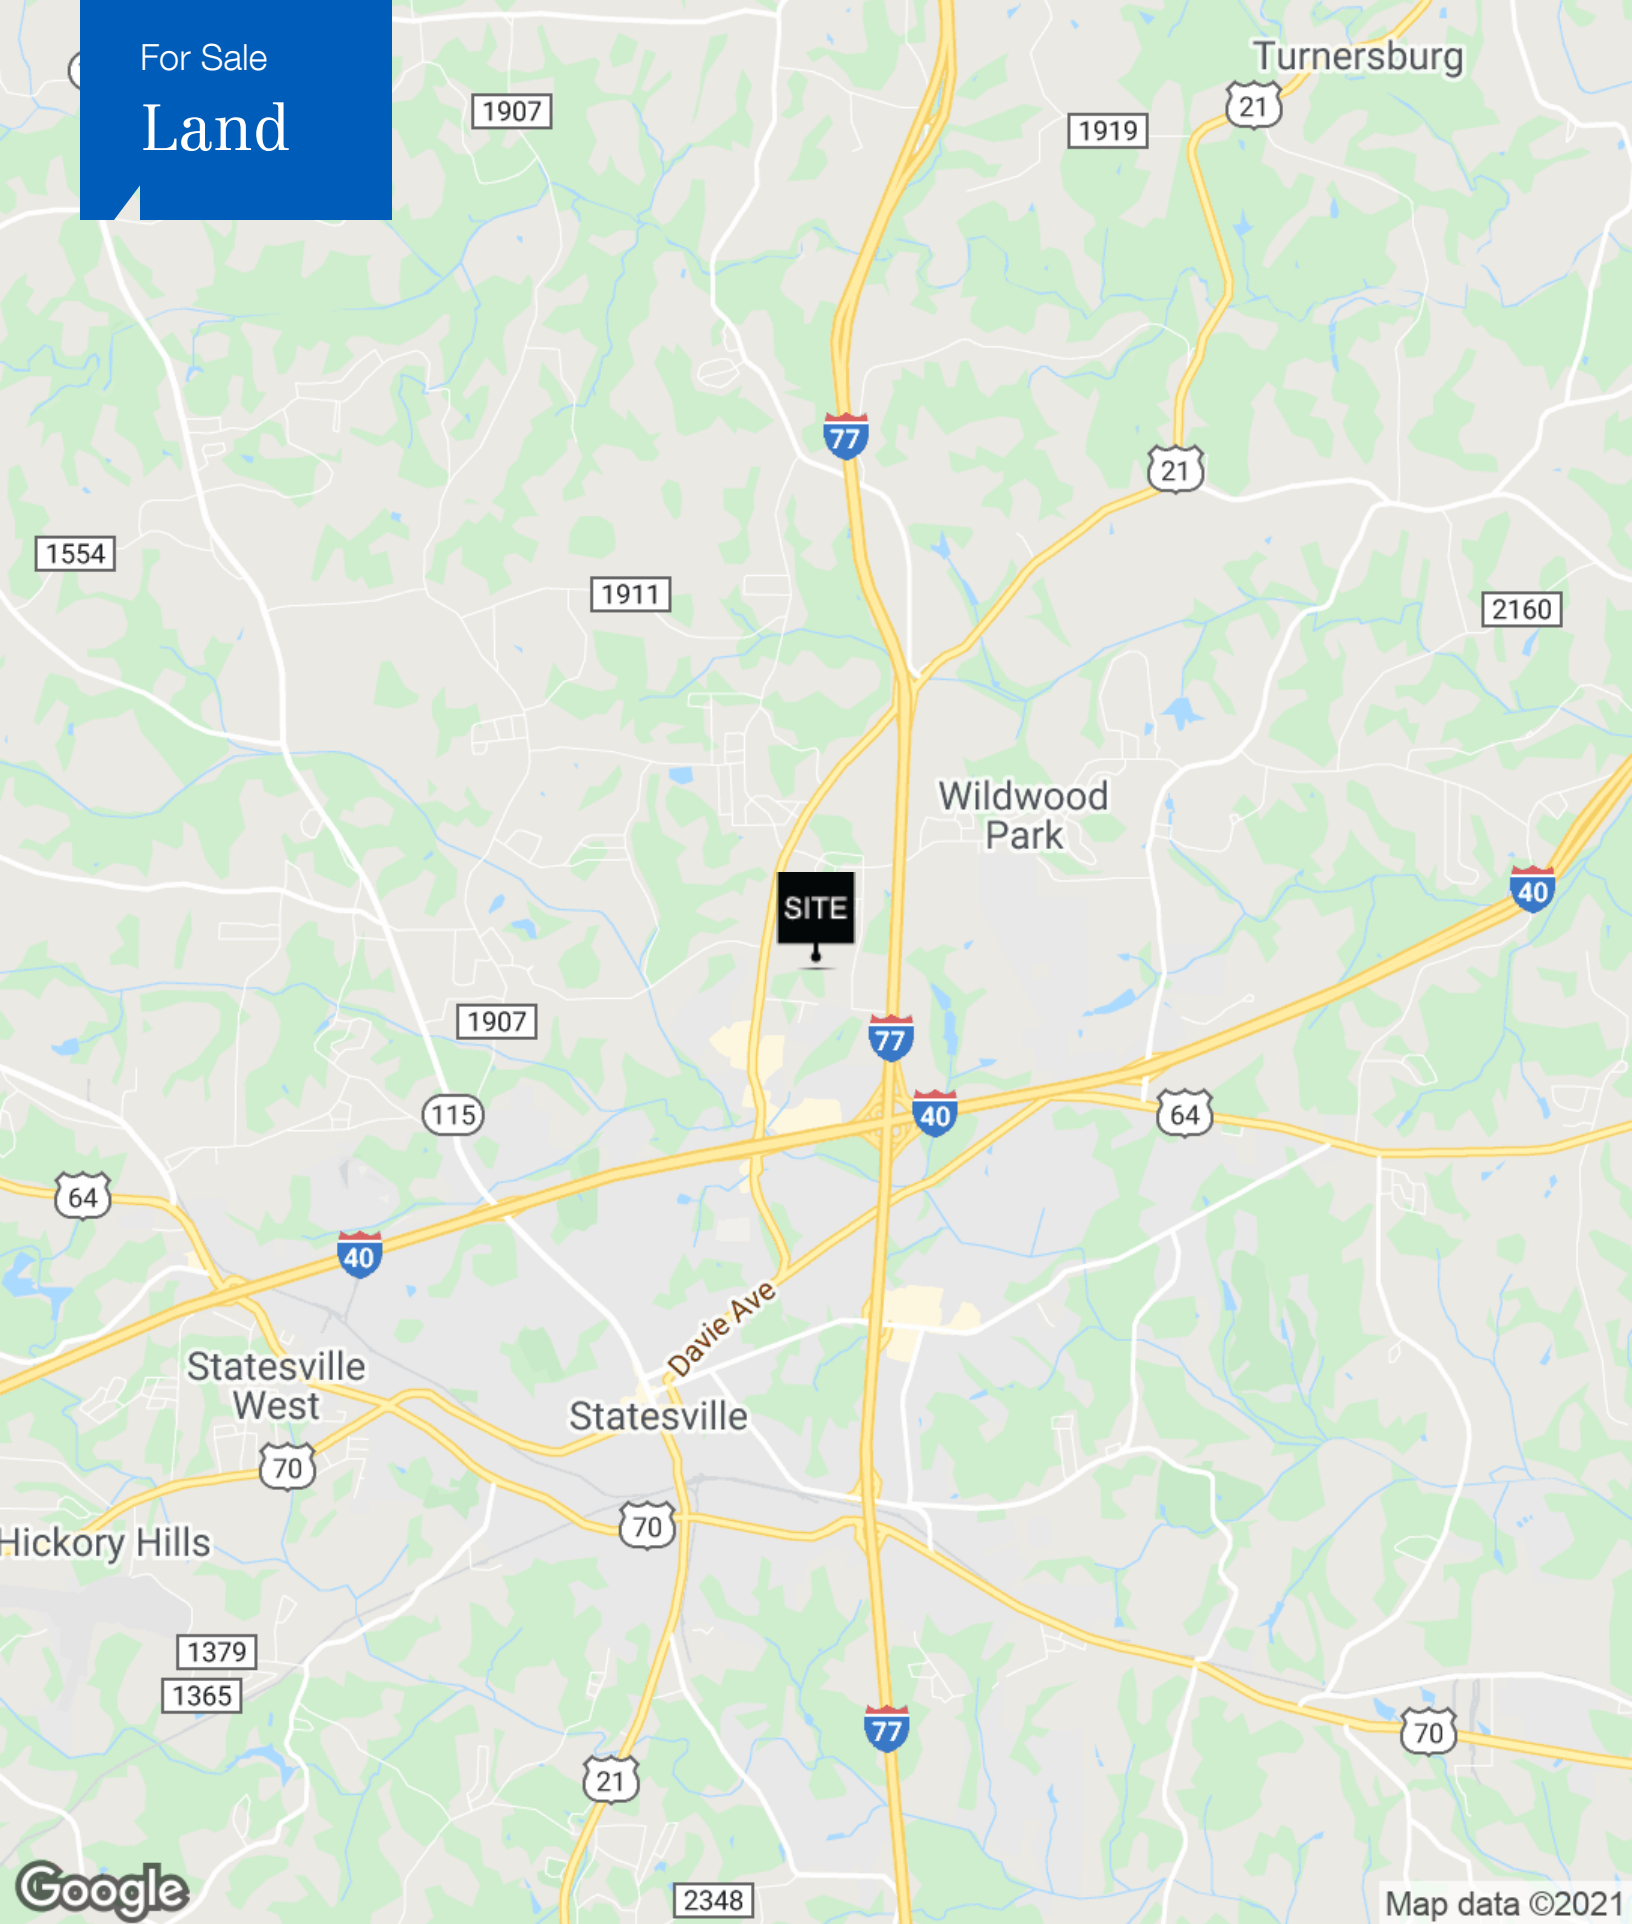 For Sale
Land
Turnersburg
21
1907
1919
77
21
1554
1911
2160
Wildwood
Park
40
SITE
1907
77
40
115
64
64
40
Davie Ave
Statesville
West
Statesville
70
70
Hickory Hills
1379
1365
77
70
21
2348
Google
Map data ©2021